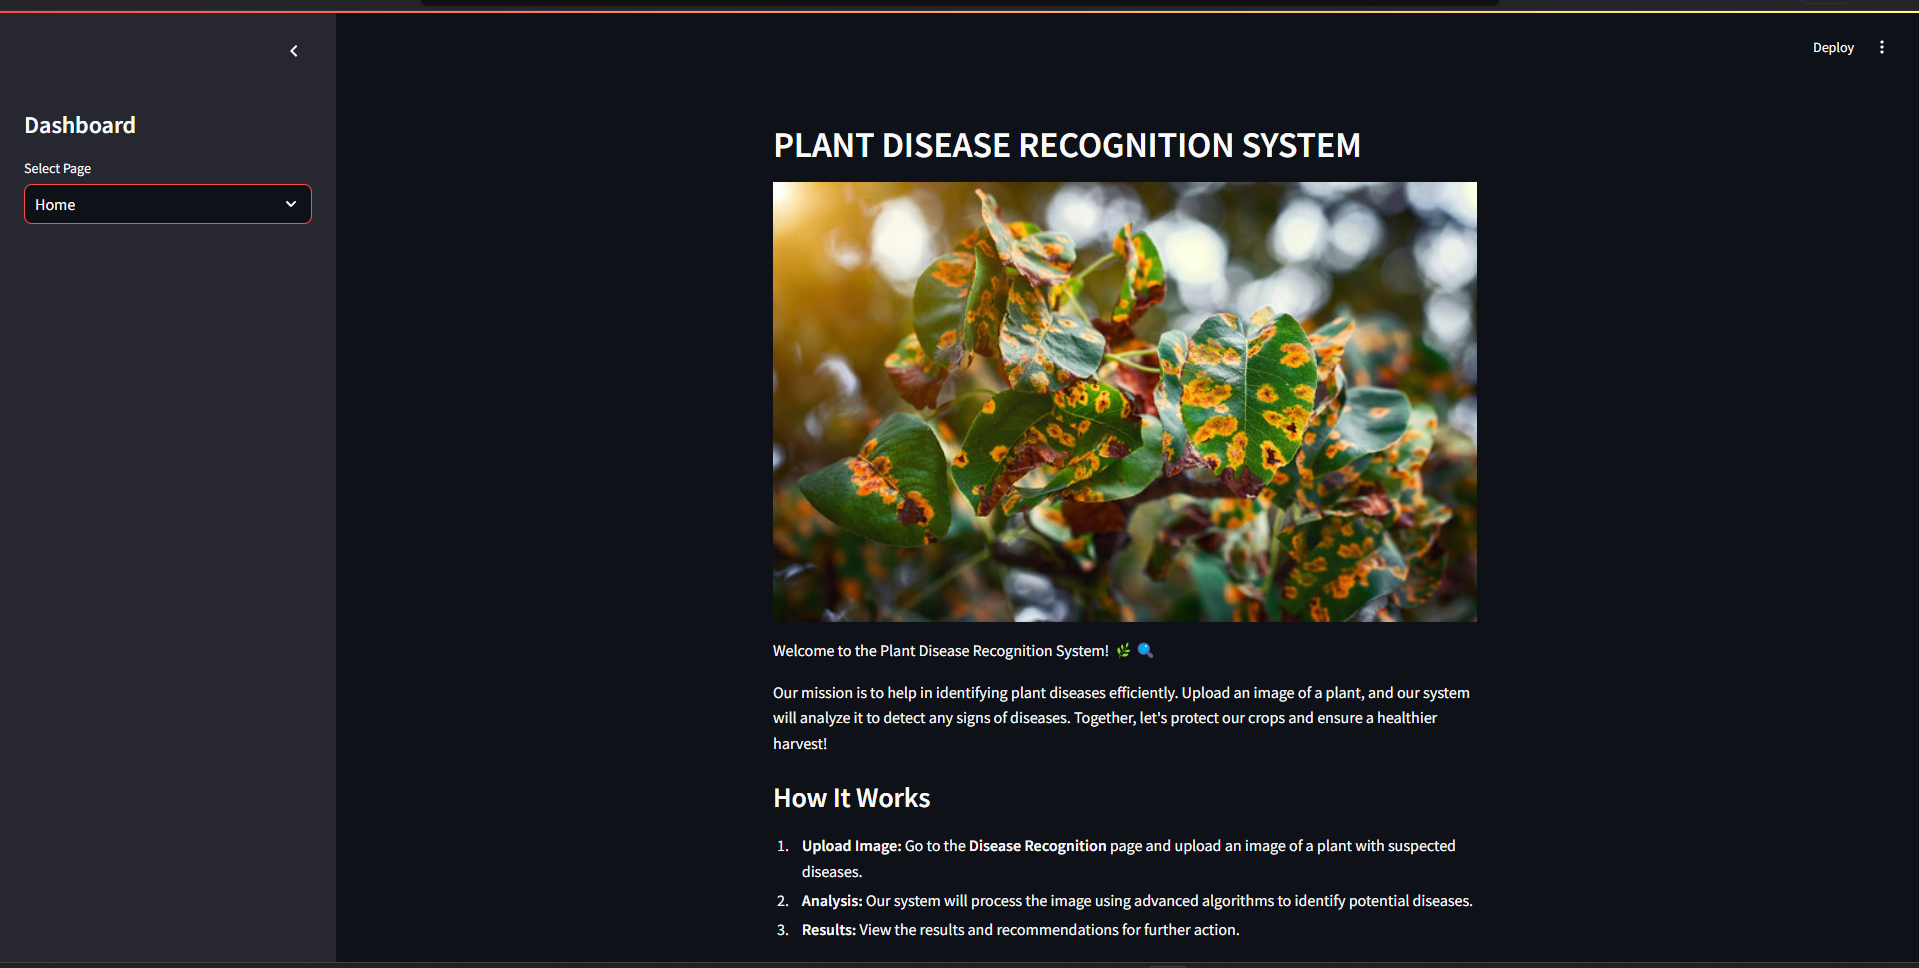 Deploy
Dashboard
Select Page
Home
PLANT DISEASE RECOGNITION SYSTEM
Welcome to the Plant Disease Recognition System! 🌿 🔍
Our mission is to help in identifying plant diseases efficiently. Upload an image of a plant, and our system
will analyze it to detect any signs of diseases. Together, let's protect our crops and ensure a healthier
harvest!
How It Works
1. Upload Image: Go to the Disease Recognition page and upload an image of a plant with suspected
diseases.
2. Analysis: Our system will process the image using advanced algorithms to identify potential diseases.
3. Results: View the results and recommendations for further action.